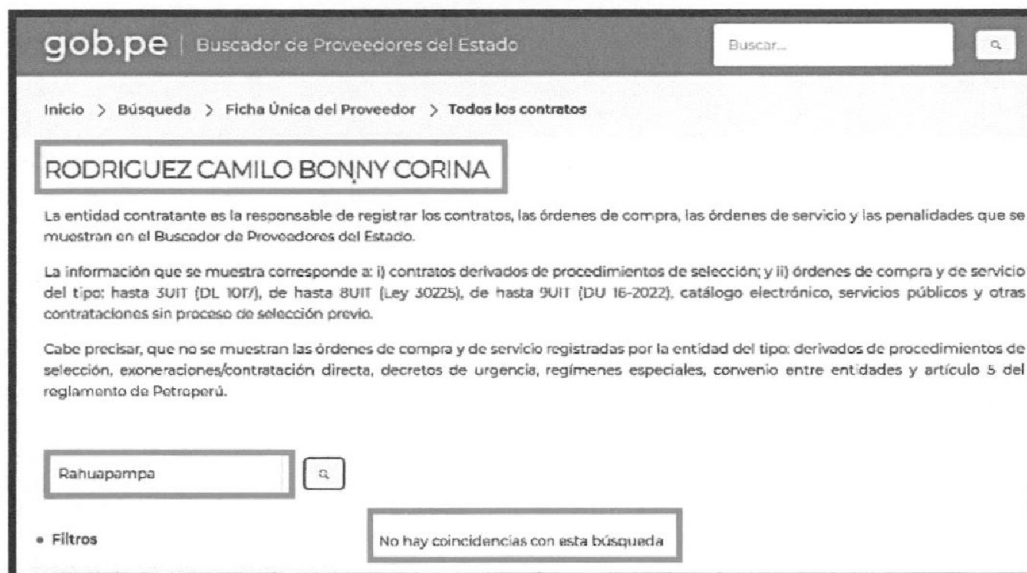 gob.pe | Buscador de Proveedores del Estado
Buscar...
Inicio > Búsqueda > Ficha Única del Proveedor > Todos los contratos
RODRIGUEZ CAMILO BONNY CORINA
La entidad contratante es la responsable de registrar los contratos, las órdenes de compra, las órdenes de servicio y las penalidades que se
muestran en el Buscador de Proveedores del Estado.
La información que se muestra corresponde a: i) contratos derivados de procedimientos de selección; y ii) órdenes de compra y de servicio
del tipo: hasta 3UIT (DL 1017), de hasta 8UIT (Ley 30225), de hasta 9UIT (DU 16-2022), catálogo electrónico, servicios públicos y otras
contrataciones sin proceso de selección previo.
Cabe precisar, que no se muestran las órdenes de compra y de servicio registradas por la entidad del tipo: derivados de procedimientos de
selección, exoneraciones/contratación directa, decretos de urgencia, regímenes especiales, convenio entre entidades y artículo 5 del
reglamento de Petroperú.
Rahuapampa
• Filtros
No hay coincidencias con esta búsqueda